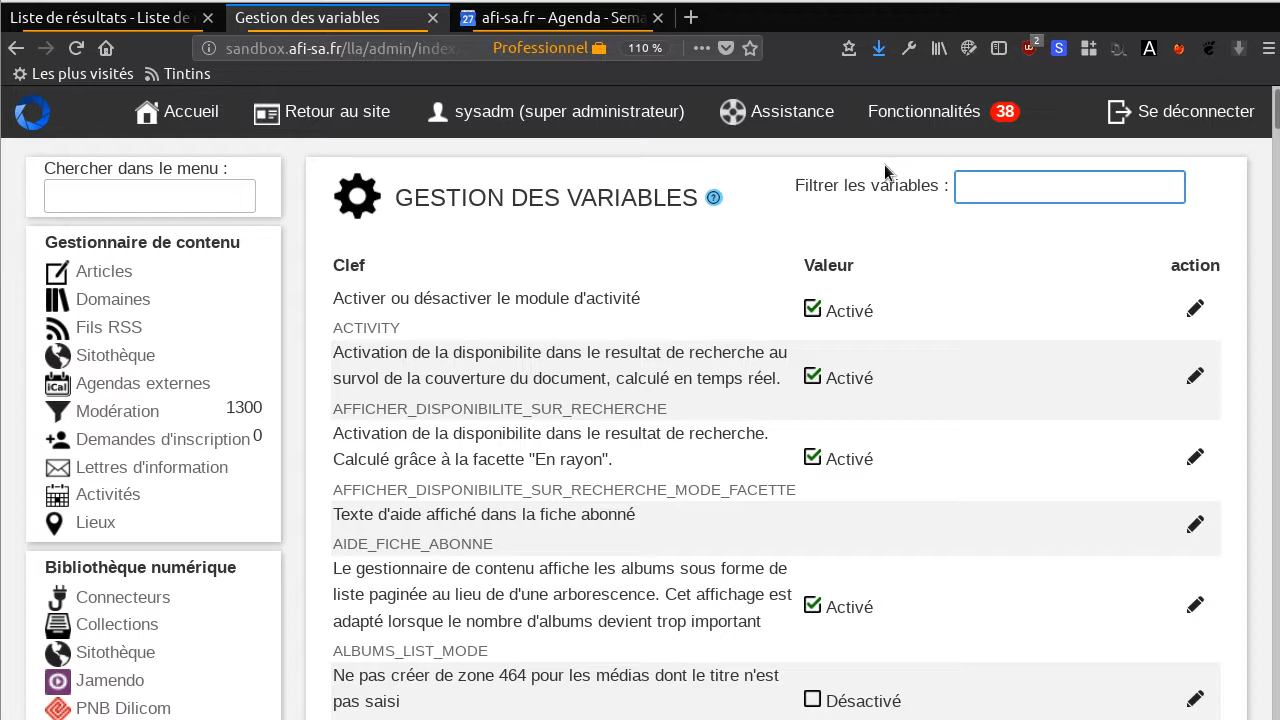 Liste de résultats - Liste de
Gestion des variables
27 afi-sa.fr – Agenda - Sema
sandbox.afi-sa.fr/lla/admin/index
Professionnel
110 %
2
S
A
Les plus visités
Tintins
Accueil
Retour au site
sysadm (super administrateur)
Assistance
Fonctionnalités 38
Se déconnecter
Chercher dans le menu :
Gestionnaire de contenu
Articles
Domaines
Fils RSS
Sitothèque
iCal Agendas externes
Modération 1300
Demandes d'inscription 0
Lettres d'information
Activités
Lieux
Bibliothèque numérique
Connecteurs
Collections
Sitothèque
Jamendo
PNB Dilicom
GESTION DES VARIABLES ?
Filtrer les variables :
Clef Valeur action
Activer ou désactiver le module d'activité
ACTIVITY
Activé
Activation de la disponibilite dans le resultat de recherche au
survol de la couverture du document, calculé en temps réel.
AFFICHER_DISPONIBILITE_SUR_RECHERCHE
Activé
Activation de la disponibilite dans le resultat de recherche.
Calculé grâce à la facette "En rayon".
AFFICHER_DISPONIBILITE_SUR_RECHERCHE_MODE_FACETTE
Activé
Texte d'aide affiché dans la fiche abonné
AIDE_FICHE_ABONNE
Le gestionnaire de contenu affiche les albums sous forme de
liste paginée au lieu de d'une arborescence. Cet affichage est
adapté lorsque le nombre d'albums devient trop important
ALBUMS_LIST_MODE
Activé
Ne pas créer de zone 464 pour les médias dont le titre n'est
pas saisi
Désactivé